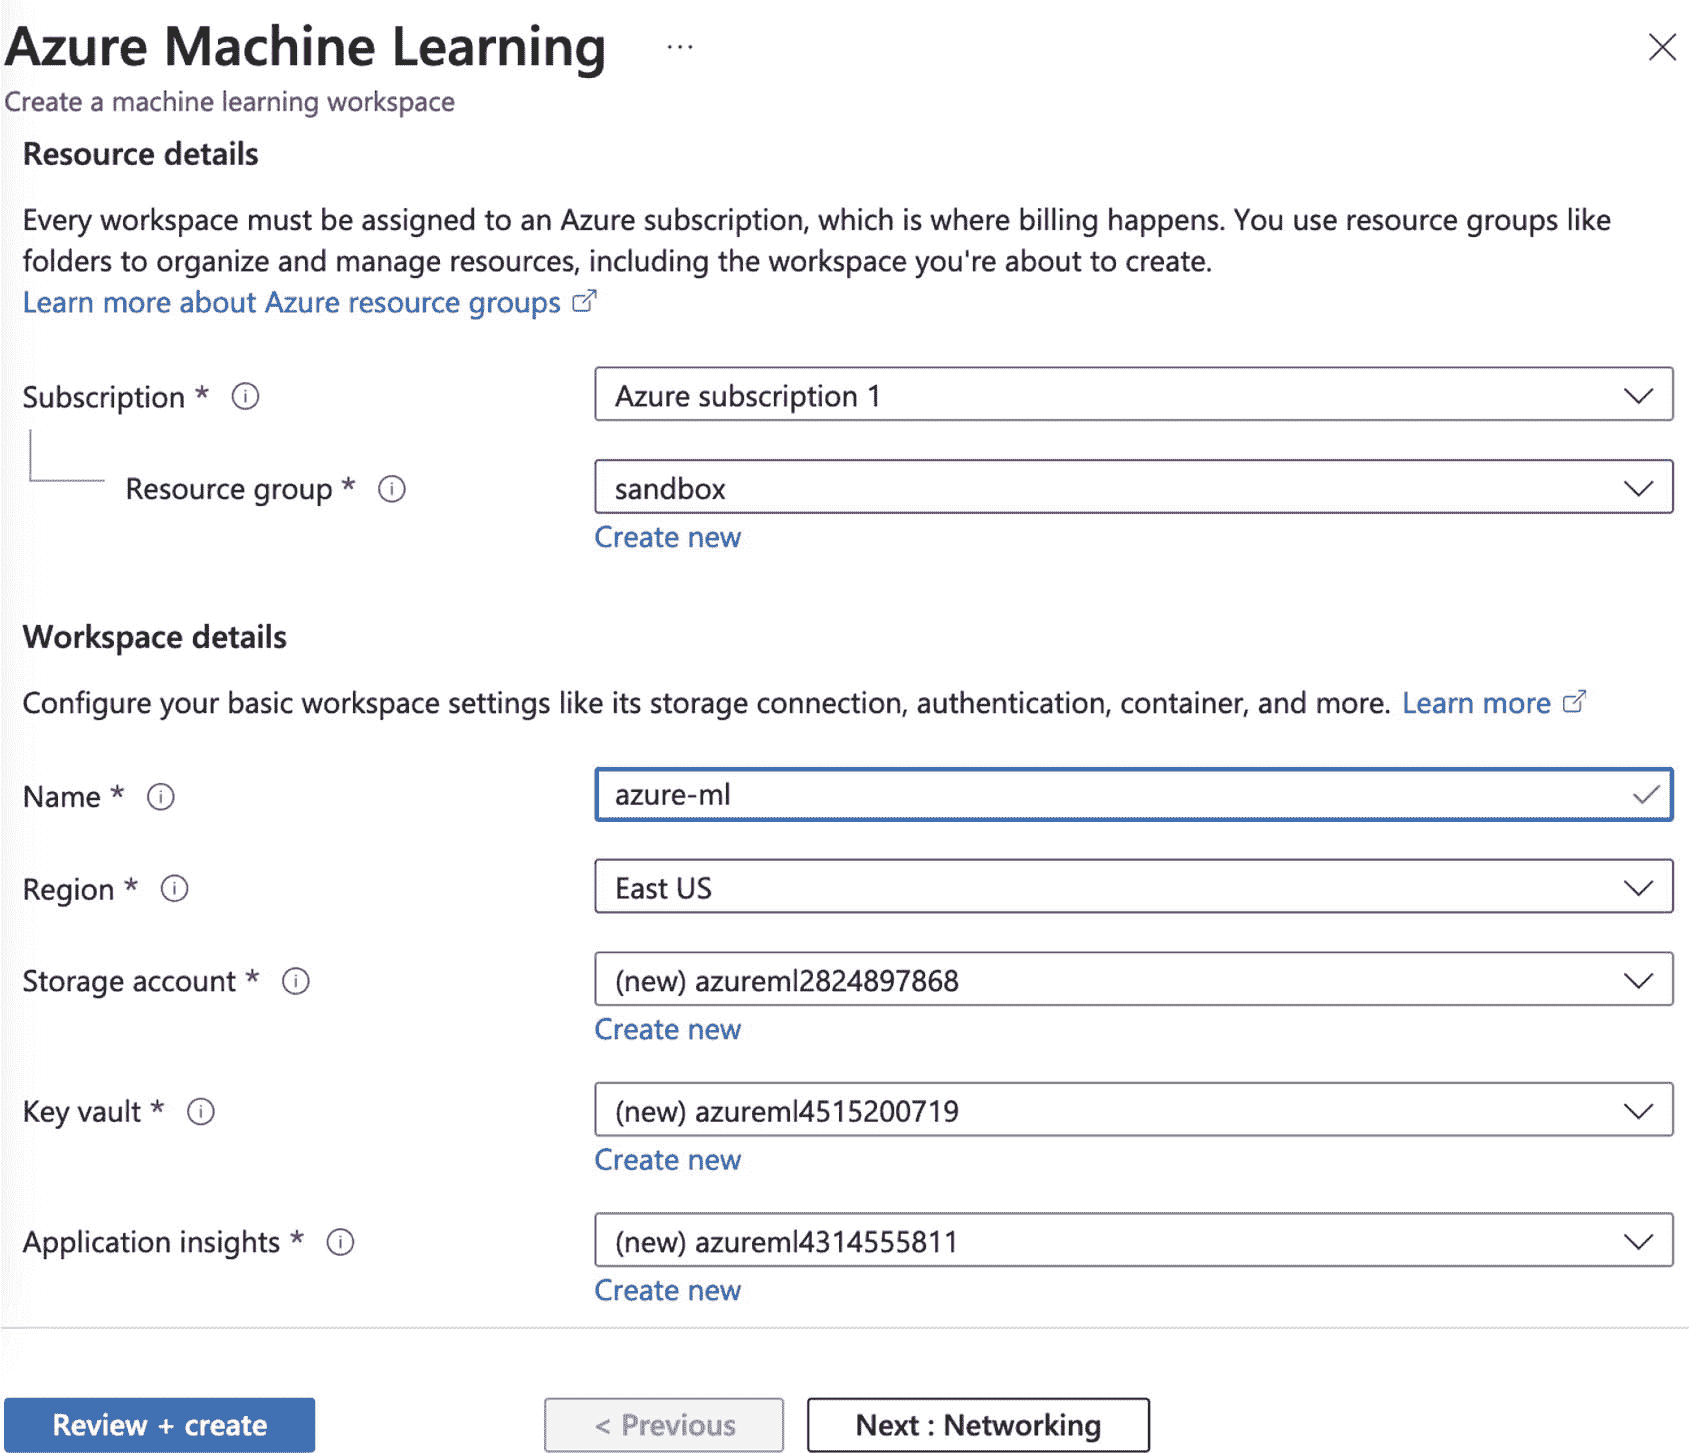 Azure Machine Learning ...
Create a machine learning workspace
Resource details
Every workspace must be assigned to an Azure subscription, which is where billing happens. You use resource groups like
folders to organize and manage resources, including the workspace you're about to create.
Learn more about Azure resource groups
Subscription * Azure subscription 1
Resource group * sandbox
Create new
Workspace details
Configure your basic workspace settings like its storage connection, authentication, container, and more. Learn more
Name * azure-ml
Region * East US
Storage account * (new) azureml2824897868
Create new
Key vault * (new) azureml4515200719
Create new
Application insights * (new) azureml4314555811
Create new
Review + create < Previous Next : Networking